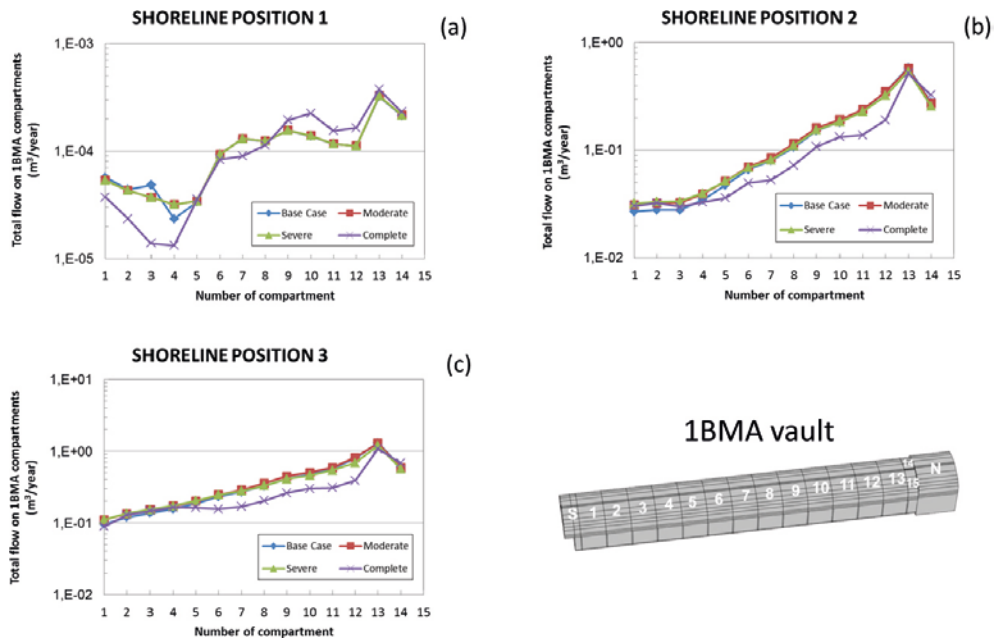 SHORELINE POSITION 1
(a)
Total flow on 1BMA compartments
(m³/year)
1,E-03
1,E-04
1,E-05
Base Case
Moderate
Severe
Complete
1 2 3 4 5 6 7 8 9 10 11 12 13 14 15
Number of compartment
SHORELINE POSITION 2
(b)
Total flow on 1BMA compartments
(m³/year)
1,E+00
1,E-01
1,E-02
Base Case
Moderate
Severe
Complete
1 2 3 4 5 6 7 8 9 10 11 12 13 14 15
Number of compartment
SHORELINE POSITION 3
(c)
Total flow on 1BMA compartments
(m³/year)
1,E+01
1,E+00
1,E-01
1,E-02
Base Case
Moderate
Severe
Complete
1 2 3 4 5 6 7 8 9 10 11 12 13 14 15
Number of compartment
1BMA vault
S 1 2 3 4 5 6 7 8 9 10 11 12 13 15 N